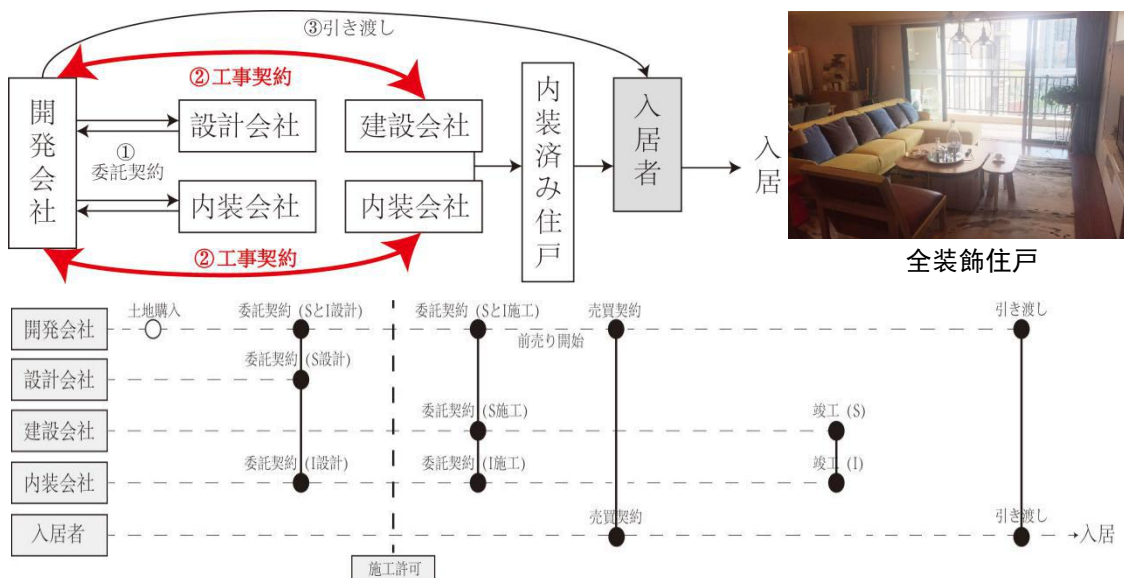 ③引き渡し
②工事契約
開発会社
設計会社
建設会社
①
委託契約
内装会社
内装会社
②工事契約
内装済み住戸
入居者
入居
全装飾住戸
土地購入
委託契約 (SとI設計)
委託契約 (SとI施工)
売買契約
引き渡し
開発会社
前売り開始
委託契約 (S設計)
設計会社
委託契約 (S施工)
竣工 (S)
建設会社
委託契約 (I設計)
委託契約 (I施工)
竣工 (I)
内装会社
売買契約
引き渡し
入居者
入居
施工許可